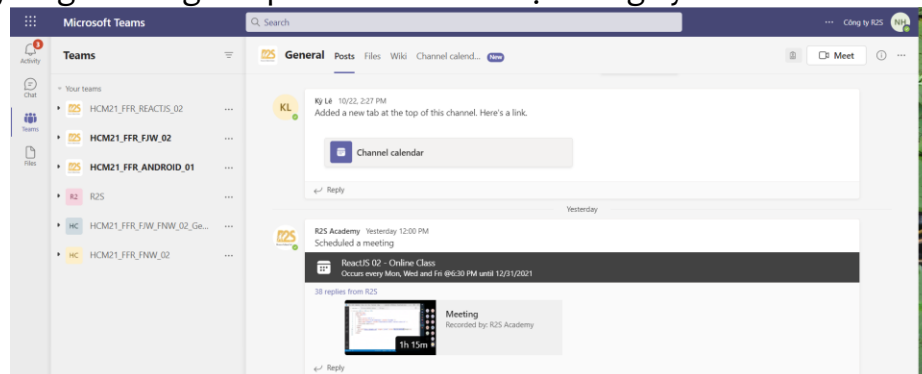 Microsoft Teams
Search
Công ty R2S
NH
Activity
Chat
Teams
Files
Teams
Your teams
HCM21_FFR_REACTJS_02
HCM21_FFR_FJW_02
HCM21_FFR_ANDROID_01
R2 R2S
HC HCM21_FFR_FJW_FNW_02_Ge...
HC HCM21_FFR_FNW_02
General Posts Files Wiki Channel calend... New
Meet
KL
Kỳ Lê 10/22, 2:27 PM
Added a new tab at the top of this channel. Here's a link.
Channel calendar
Reply
Yesterday
R2S Academy Yesterday 12:00 PM
Scheduled a meeting
ReactJS 02 - Online Class
Occurs every Mon, Wed and Fri @6:30 PM until 12/31/2021
38 replies from R2S
Meeting
Recorded by: R2S Academy
1h 15m
Reply